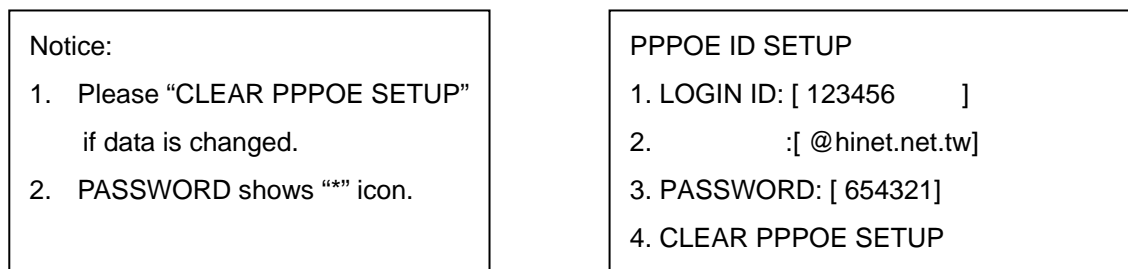 Notice:
1. Please “CLEAR PPPOE SETUP”
if data is changed.
2. PASSWORD shows “*” icon.
PPPOE ID SETUP
1. LOGIN ID: [ 123456 ]
2. :[ @hinet.net.tw]
3. PASSWORD: [ 654321]
4. CLEAR PPPOE SETUP